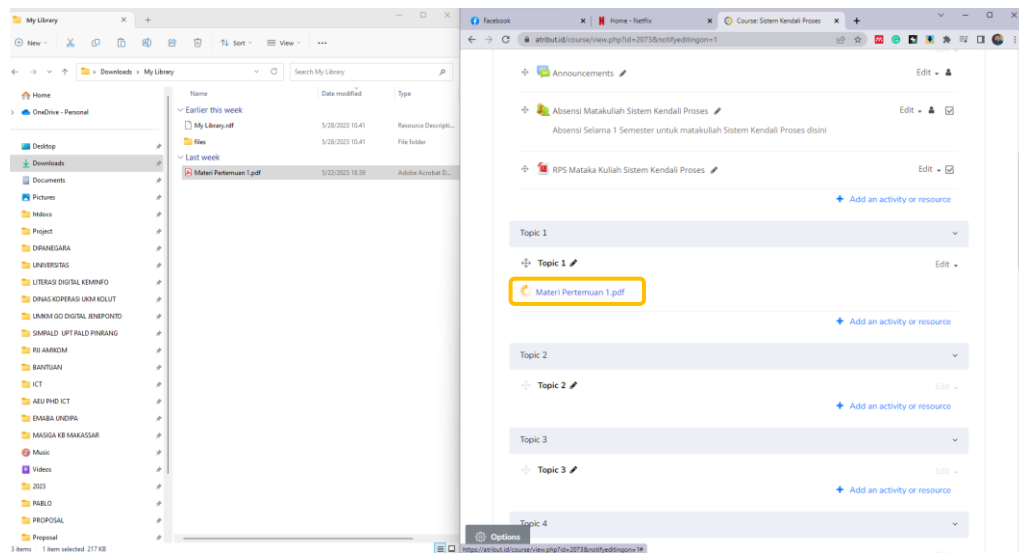 My Library
New
Sort
View
Downloads
My Library
Search My Library
Home
OneDrive - Personal
Desktop
Downloads
Documents
Pictures
htdocs
Project
DIPANEGARA
UNIVERSITAS
LITERASI DIGITAL KEMINFO
DINAS KOPERASI UKM KOLUT
UMKM GO DIGITAL JENEPONTO
SIMPALD UPT PALD PINRANG
PJJ AMIKOM
BANTUAN
ICT
AEU PHD ICT
EMABA UNDIPA
MASIGA KB MAKASSAR
Music
Videos
2023
PABLO
PROPOSAL
Proposal
Name Date modified Type
Earlier this week
My Library.rdf 5/28/2023 10.41 Resource Descripti...
files 5/28/2023 10.41 File folder
Last week
Materi Pertemuan 1.pdf 5/22/2023 18.59 Adobe Acrobat D...
3 items 1 item selected 217 KB
Facebook
Home - Netflix
Course: Sistem Kendali Proses
atribut.id/course/view.php?id=2073&notifyeditingon=1
Announcements
Edit
Absensi Matakuliah Sistem Kendali Proses
Edit
Absensi Selama 1 Semester untuk matakuliah Sistem Kendali Proses disini
RPS Mataka Kuliah Sistem Kendali Proses
Edit
Add an activity or resource
Topic 1
Topic 1
Edit
Materi Pertemuan 1.pdf
Add an activity or resource
Topic 2
Topic 2
Edit
Add an activity or resource
Topic 3
Topic 3
Edit
Add an activity or resource
Topic 4
Options
https://atribut.id/course/view.php?id=2073&notifyeditingon=1#